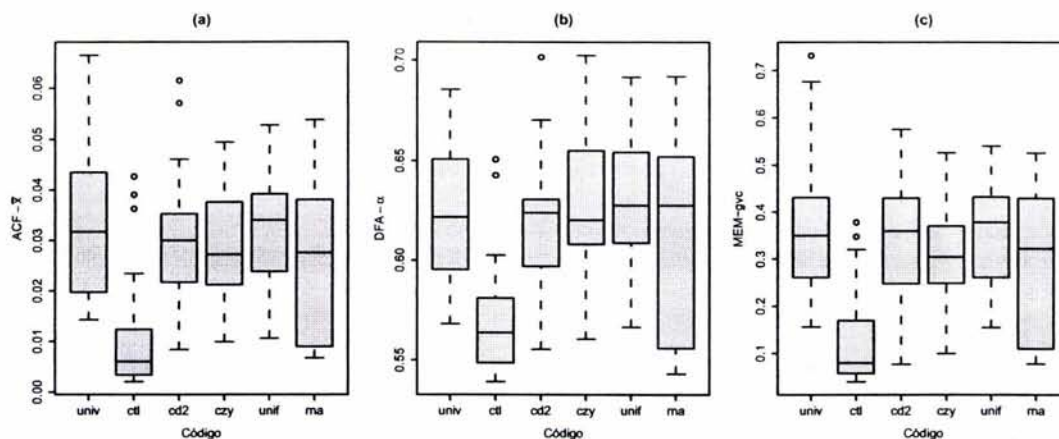 (a)
ACF-x̄
0.06
0.05
0.04
0.03
0.02
0.01
0.00
univ ctl cd2 czy unif ma
Código
(b)
DFA-α
0.70
0.65
0.60
0.55
univ ctl cd2 czy unif ma
Código
(c)
MEM-gvc
0.7
0.6
0.5
0.4
0.3
0.2
0.1
univ ctl cd2 czy unif ma
Código